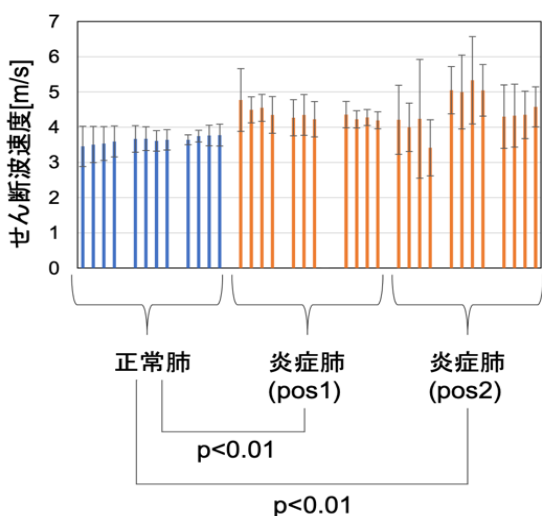 せん断波速度[m/s]
7
6
5
4
3
2
1
0
正常肺
炎症肺
(pos1)
炎症肺
(pos2)
p<0.01
p<0.01